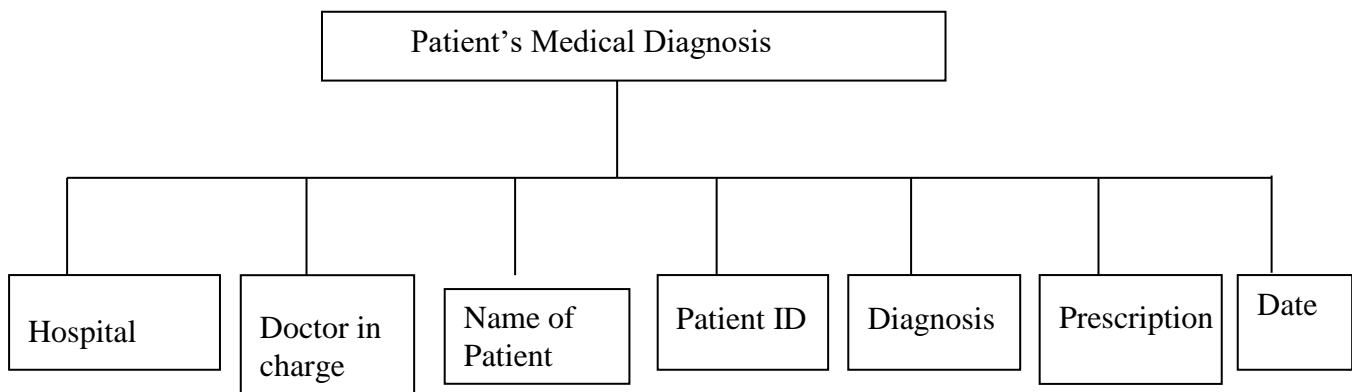 Patient’s Medical Diagnosis
Hospital
Doctor in
charge
Name of
Patient
Patient ID
Diagnosis
Prescription
Date